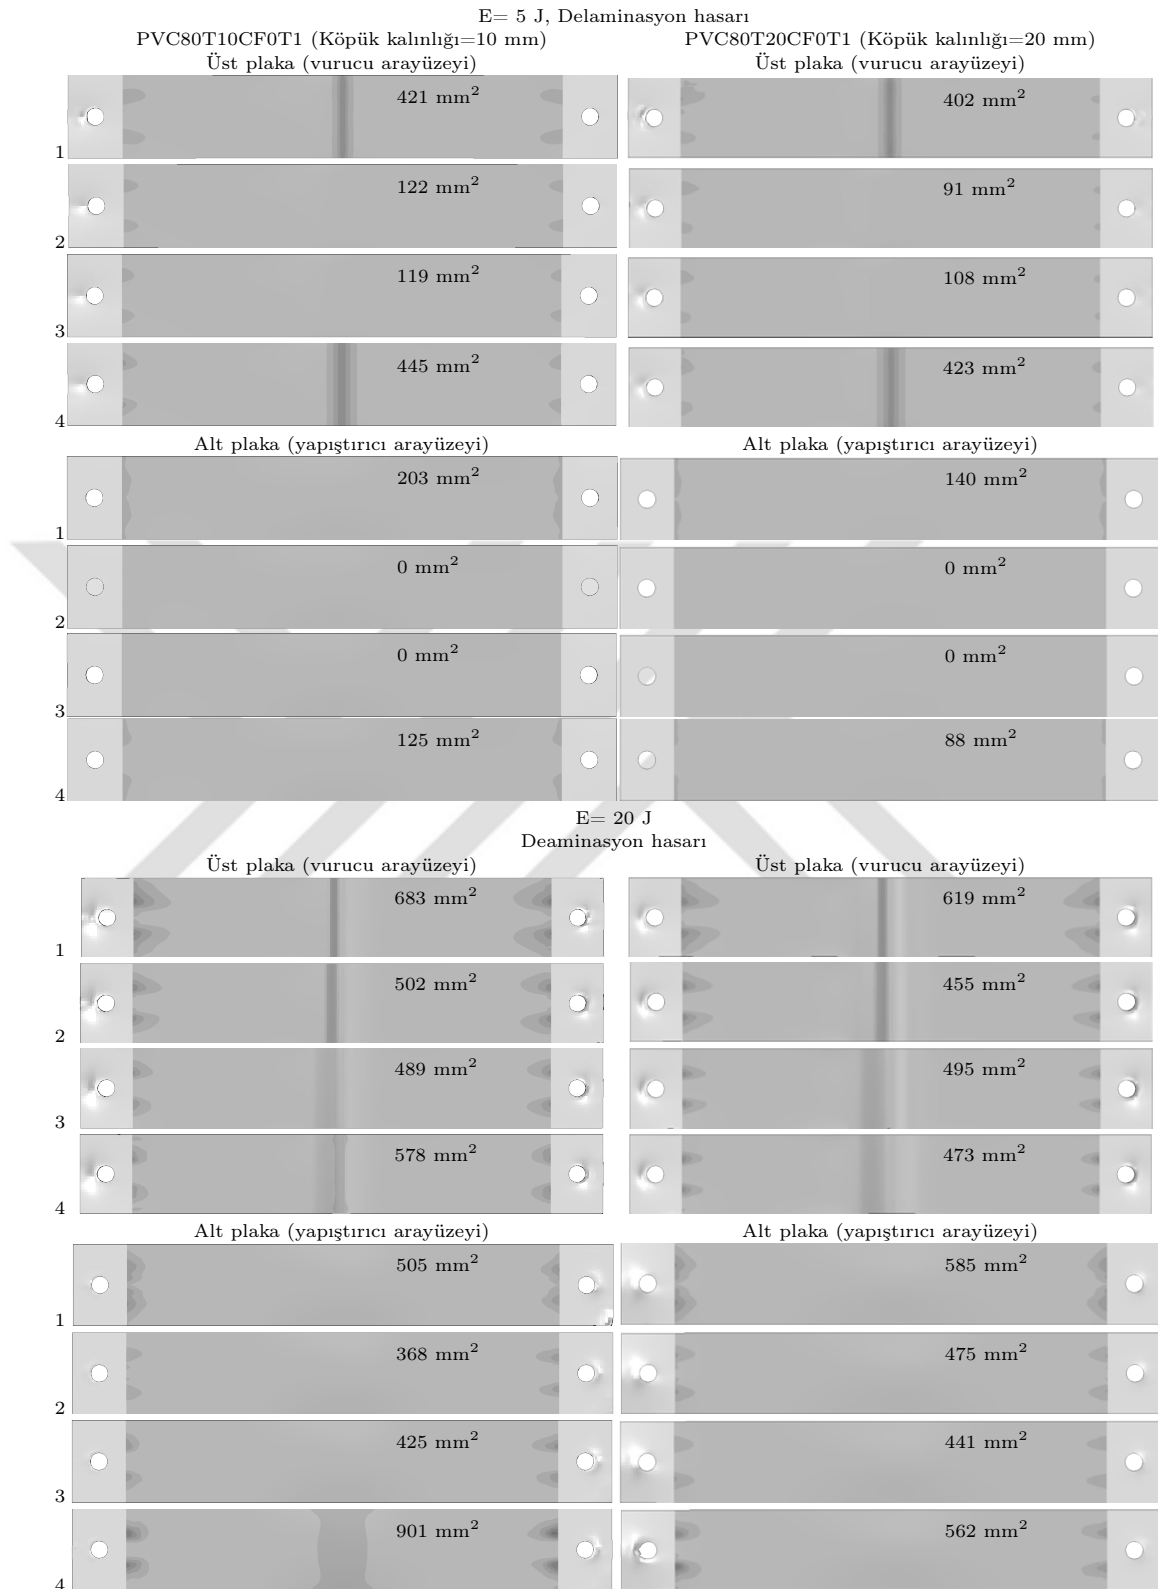 E= 5 J, Delaminasyon hasarı
PVC80T10CF0T1 (Köpük kalınlığı=10 mm) PVC80T20CF0T1 (Köpük kalınlığı=20 mm)
Üst plaka (vurucu arayüzeyi) Üst plaka (vurucu arayüzeyi)
1 421 mm² 402 mm²
2 122 mm² 91 mm²
3 119 mm² 108 mm²
4 445 mm² 423 mm²
Alt plaka (yapıştırıcı arayüzeyi) Alt plaka (yapıştırıcı arayüzeyi)
1 203 mm² 140 mm²
2 0 mm² 0 mm²
3 0 mm² 0 mm²
4 125 mm² 88 mm²
E= 20 J
Deaminasyon hasarı
Üst plaka (vurucu arayüzeyi) Üst plaka (vurucu arayüzeyi)
1 683 mm² 619 mm²
2 502 mm² 455 mm²
3 489 mm² 495 mm²
4 578 mm² 473 mm²
Alt plaka (yapıştırıcı arayüzeyi) Alt plaka (yapıştırıcı arayüzeyi)
1 505 mm² 585 mm²
2 368 mm² 475 mm²
3 425 mm² 441 mm²
4 901 mm² 562 mm²